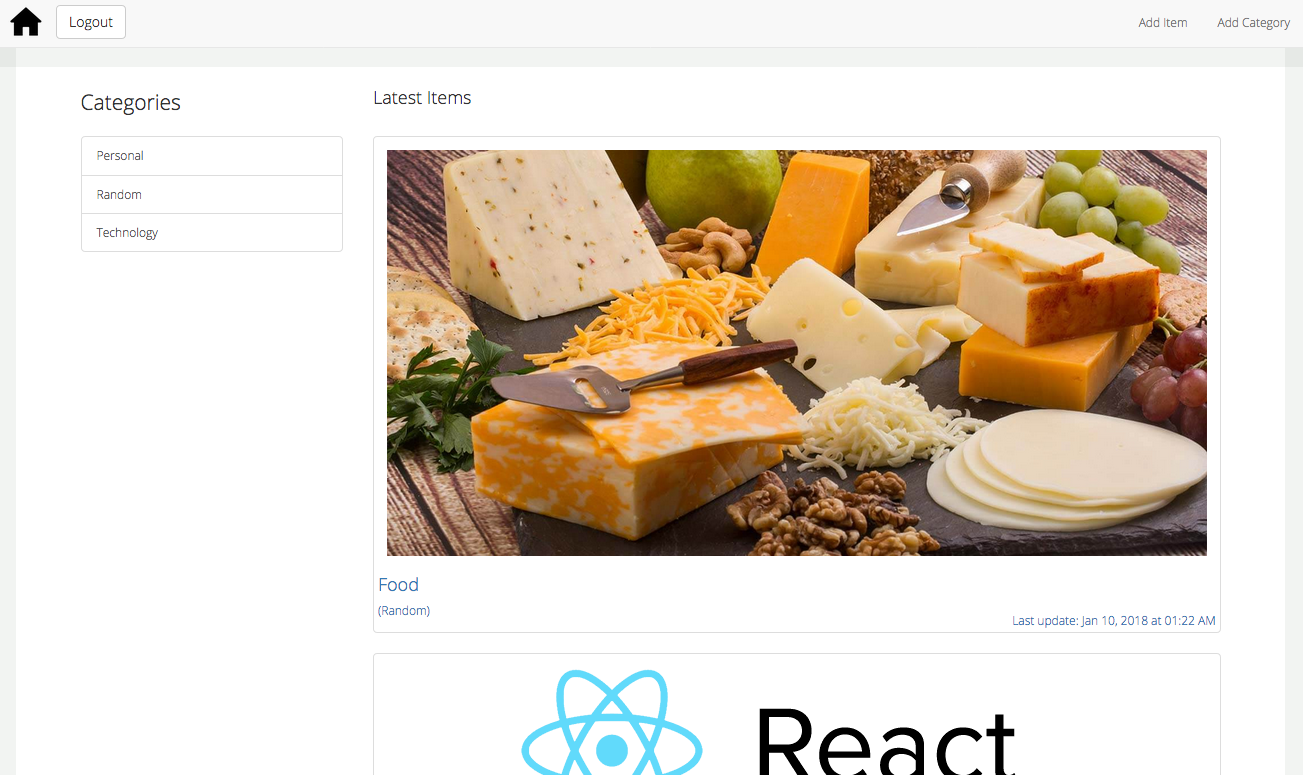 Logout
Add Item
Add Category
Categories
Personal
Random
Technology
Latest Items
Food
(Random)
Last update: Jan 10, 2018 at 01:22 AM
React